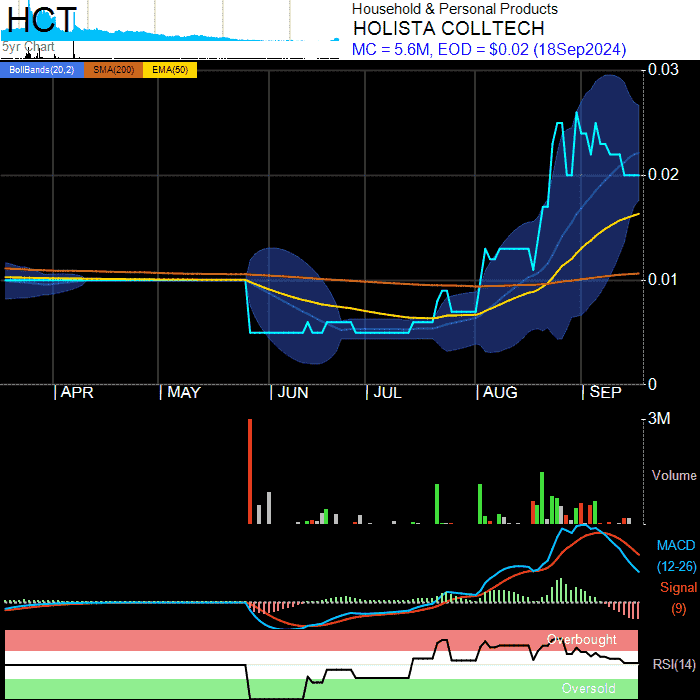 HCT
5yr Chart
Household & Personal Products
HOLISTA COLLTECH
MC = 5.6M, EOD = $0.02 (18Sep2024)
BollBands(20,2) SMA(200) EMA(50)
0.03
0.02
0.01
0
APR MAY JUN JUL AUG SEP
3M
Volume
MACD
(12-26)
Signal
(9)
Overbought
RSI(14)
Oversold